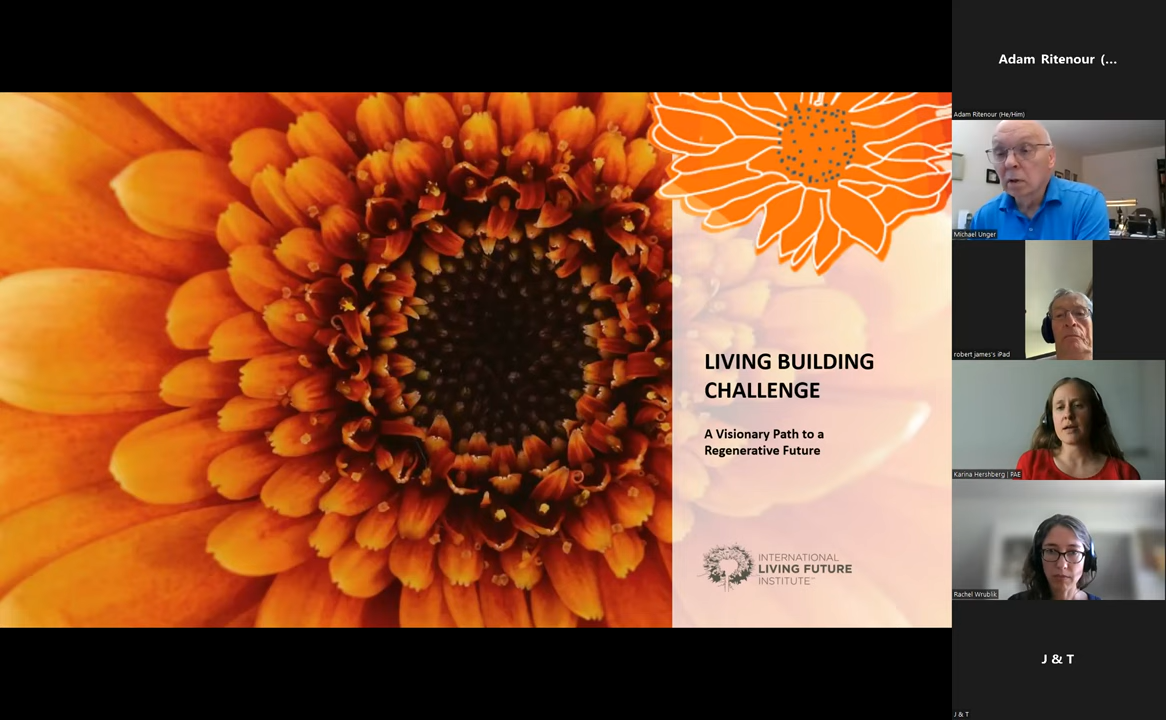 LIVING BUILDING
CHALLENGE
A Visionary Path to a
Regenerative Future
INTERNATIONAL
LIVING FUTURE
INSTITUTE™
Adam Ritenour (...
Adam Ritenour (He/Him)
Michael Unger
robert james's iPad
Karina Hershberg | PAE
Rachel Wrublik
J & T
J & T